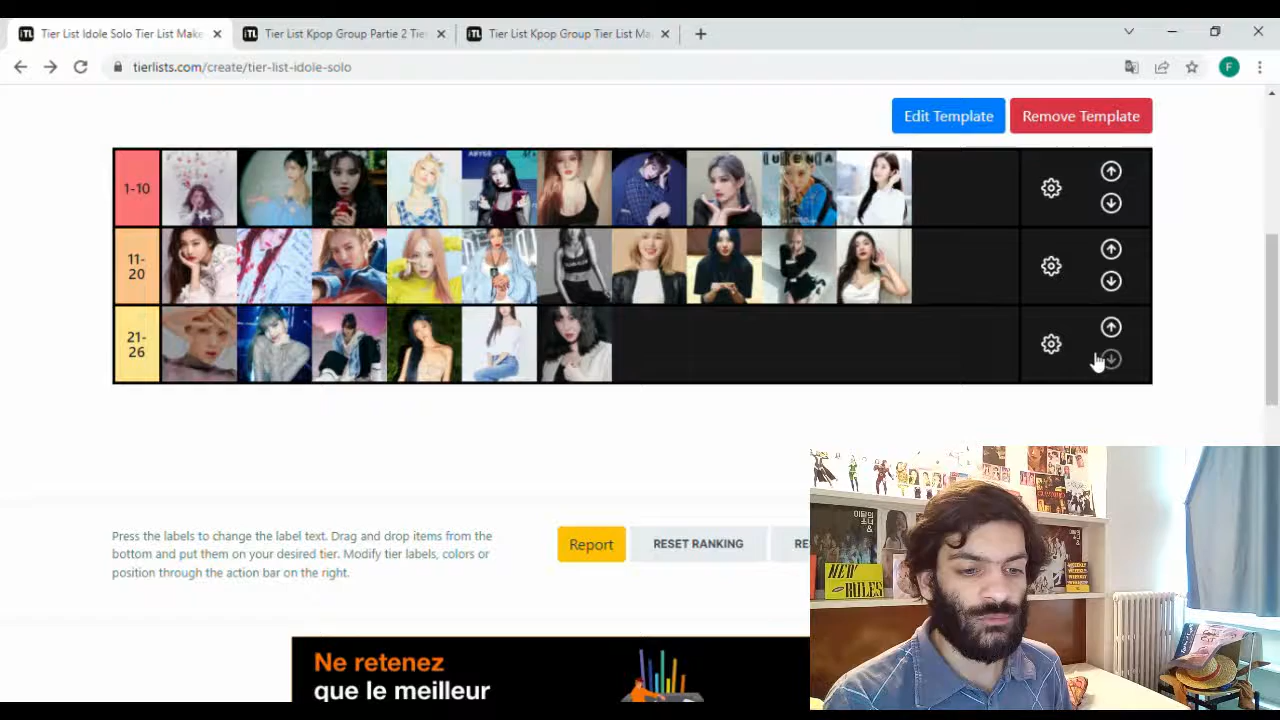 Tier List Idole Solo Tier List Make
Tier List Kpop Group Partie 2 Tie
Tier List Kpop Group Tier List Ma
tierlists.com/create/tier-list-idole-solo
F
Edit Template
Remove Template
1-10
11-
20
21-
26
Press the labels to change the label text. Drag and drop items from the
bottom and put them on your desired tier. Modify tier labels, colors or
position through the action bar on the right.
Report
RESET RANKING
RE
Ne retenez
que le meilleur
NEW
RULES